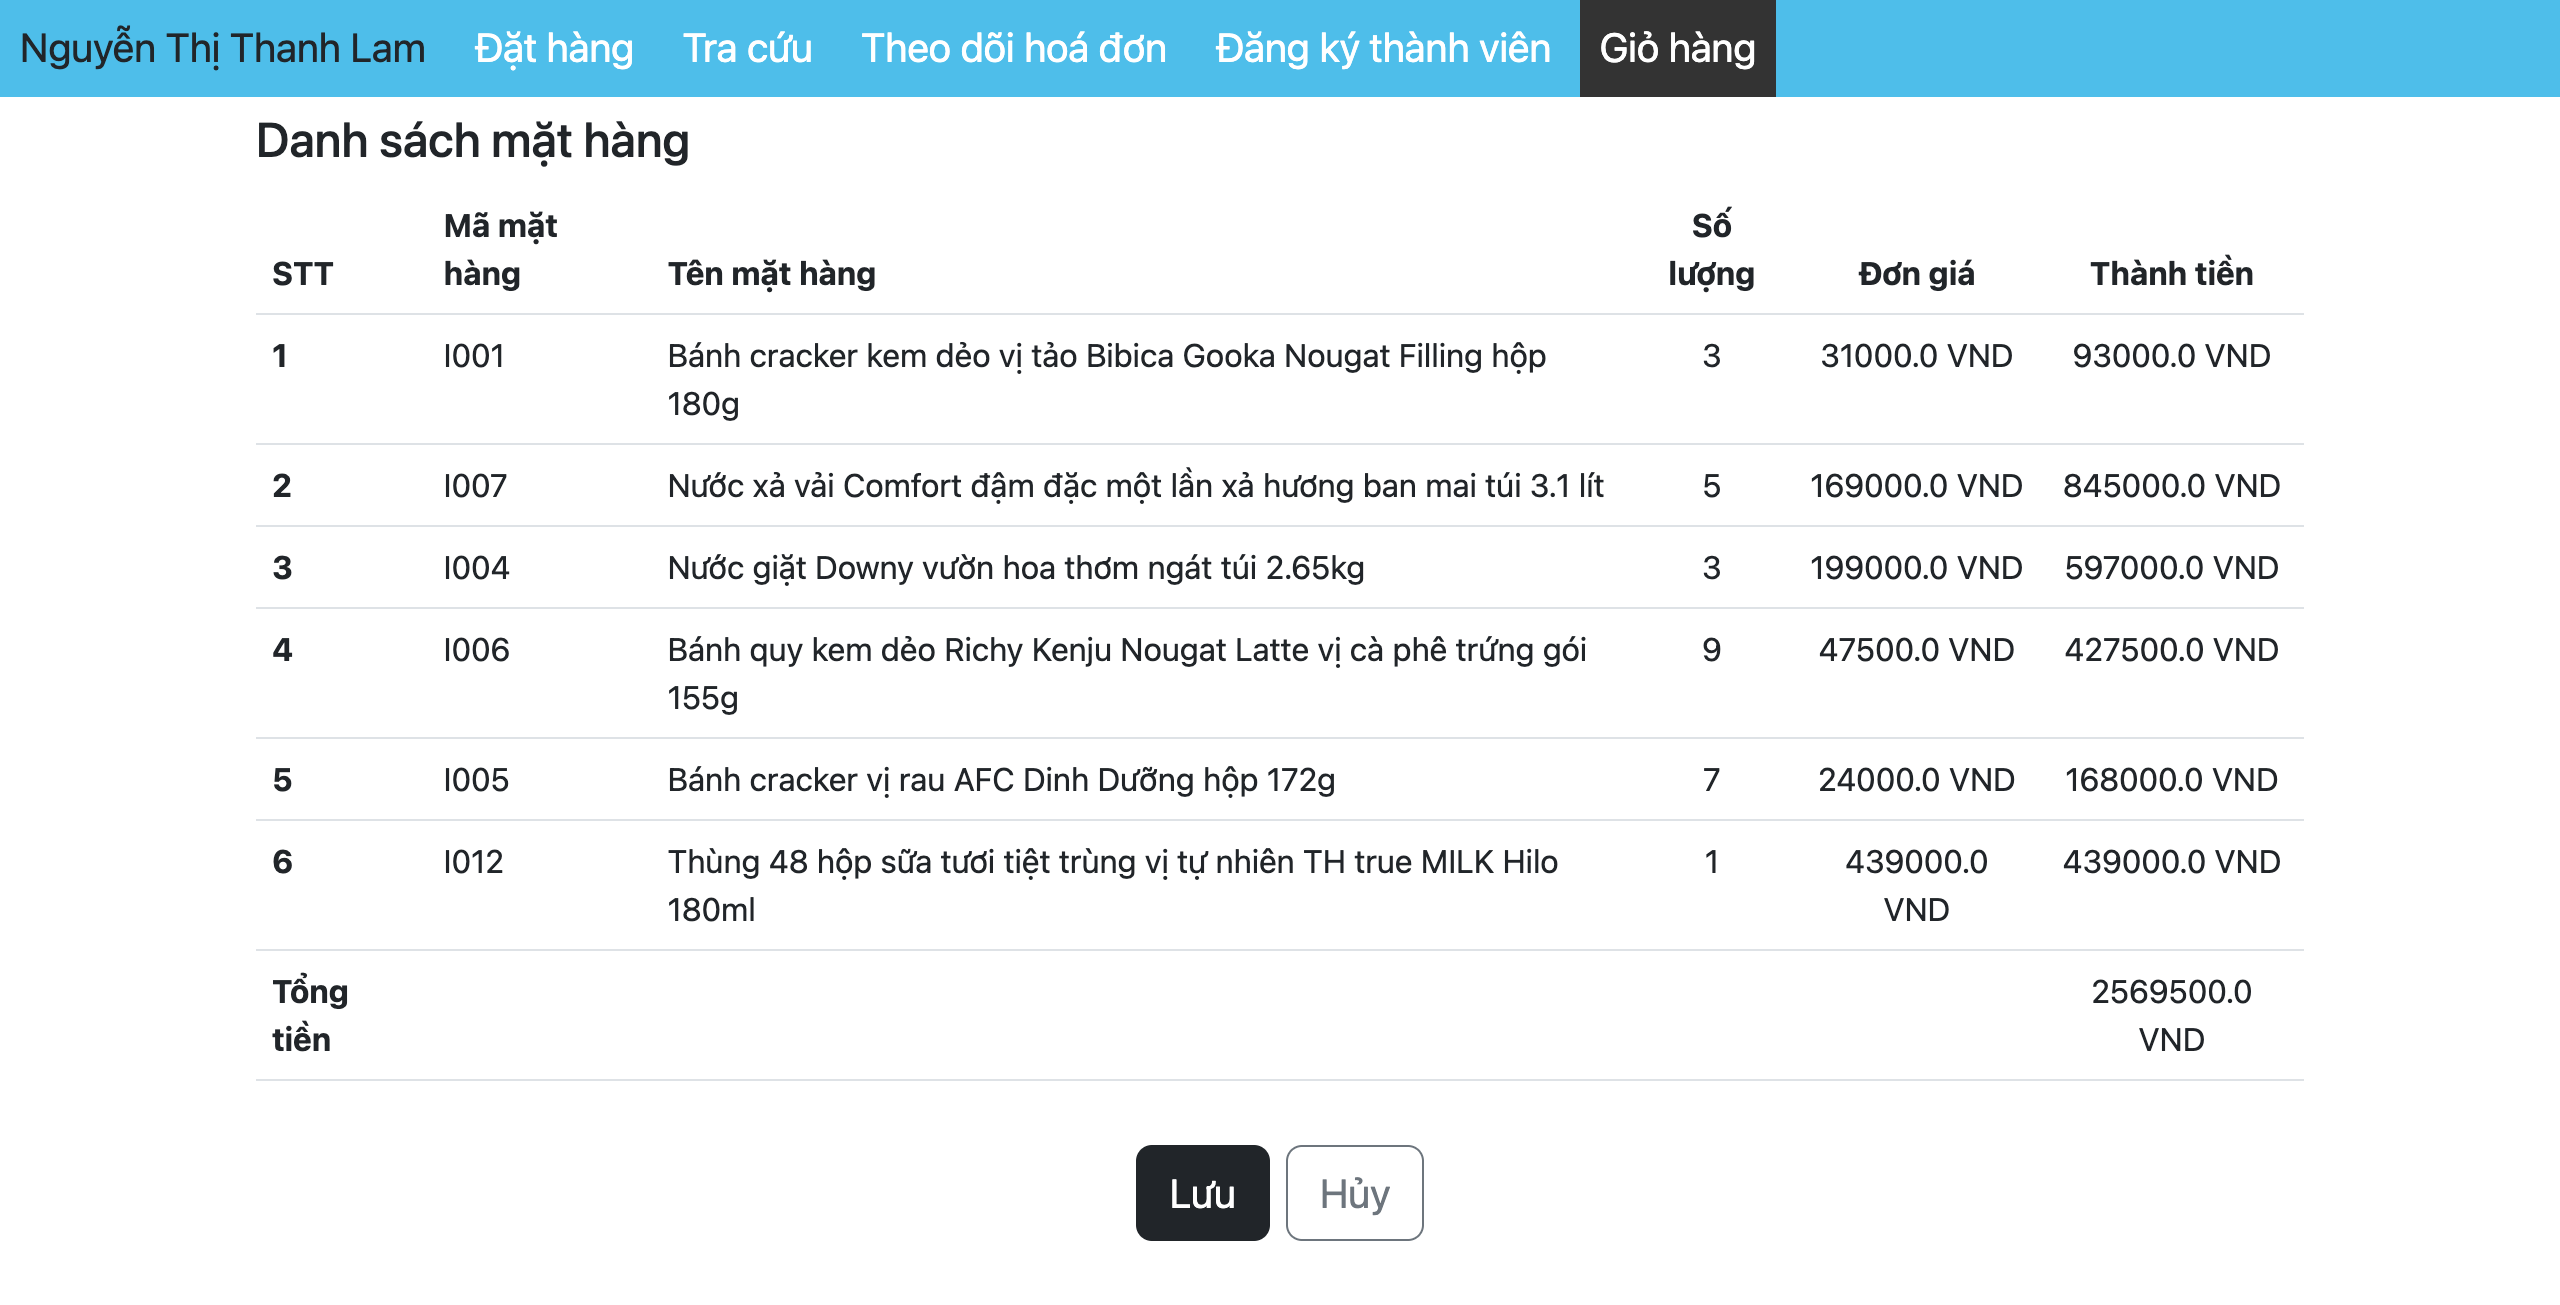 Nguyễn Thị Thanh Lam Đặt hàng Tra cứu Theo dõi hoá đơn Đăng ký thành viên Giỏ hàng
Danh sách mặt hàng
STT Mã mặt hàng Tên mặt hàng Số lượng Đơn giá Thành tiền
1 I001 Bánh cracker kem dẻo vị tảo Bibica Gooka Nougat Filling hộp 3 31000.0 VND 93000.0 VND
180g
2 I007 Nước xả vải Comfort đậm đặc một lần xả hương ban mai túi 3.1 lít 5 169000.0 VND 845000.0 VND
3 I004 Nước giặt Downy vườn hoa thơm ngát túi 2.65kg 3 199000.0 VND 597000.0 VND
4 I006 Bánh quy kem dẻo Richy Kenju Nougat Latte vị cà phê trứng gói 9 47500.0 VND 427500.0 VND
155g
5 I005 Bánh cracker vị rau AFC Dinh Dưỡng hộp 172g 7 24000.0 VND 168000.0 VND
6 I012 Thùng 48 hộp sữa tươi tiệt trùng vị tự nhiên TH true MILK Hilo 1 439000.0 439000.0 VND
180ml VND
Tổng 2569500.0
tiền VND
Lưu Hủy